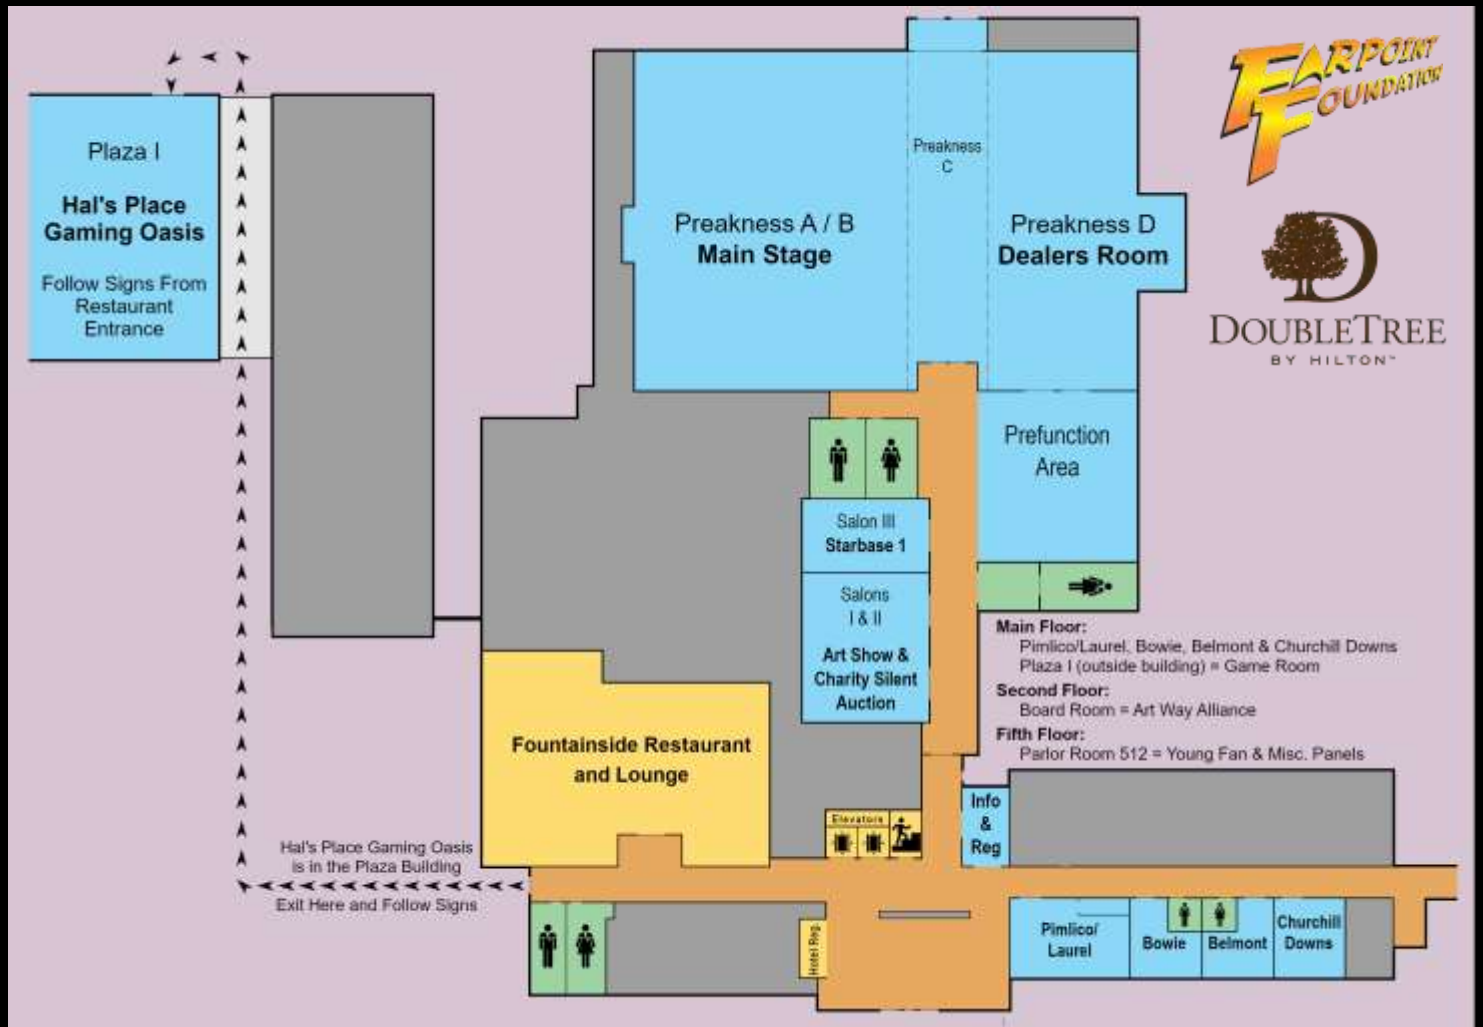 FARPOINT
FOUNDATION
Plaza I
Hal's Place
Gaming Oasis
Follow Signs From
Restaurant
Entrance
Preakness
C
Preakness A / B
Main Stage
Preakness D
Dealers Room
DOUBLETREE
BY HILTON™
Prefunction
Area
Salon III
Starbase 1
Salons
I & II
Art Show &
Charity Silent
Auction
Main Floor:
Pimlico/Laurel, Bowie, Belmont & Churchill Downs
Plaza I (outside building) = Game Room
Second Floor:
Board Room = Art Way Alliance
Fifth Floor:
Parlor Room 512 = Young Fan & Misc. Panels
Fountainside Restaurant
and Lounge
Elevators
Info
&
Reg
Hal's Place Gaming Oasis
is in the Plaza Building
Exit Here and Follow Signs
Hotel Reg.
Pimlico/
Laurel
Bowie
Belmont
Churchill
Downs